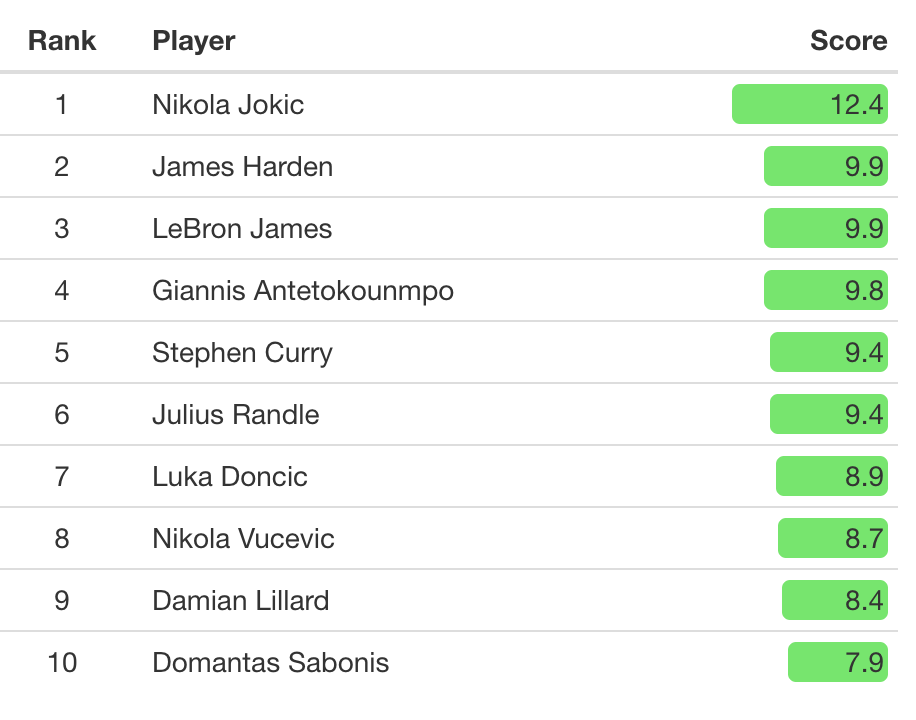 Rank Player Score
1 Nikola Jokic 12.4
2 James Harden 9.9
3 LeBron James 9.9
4 Giannis Antetokounmpo 9.8
5 Stephen Curry 9.4
6 Julius Randle 9.4
7 Luka Doncic 8.9
8 Nikola Vucevic 8.7
9 Damian Lillard 8.4
10 Domantas Sabonis 7.9